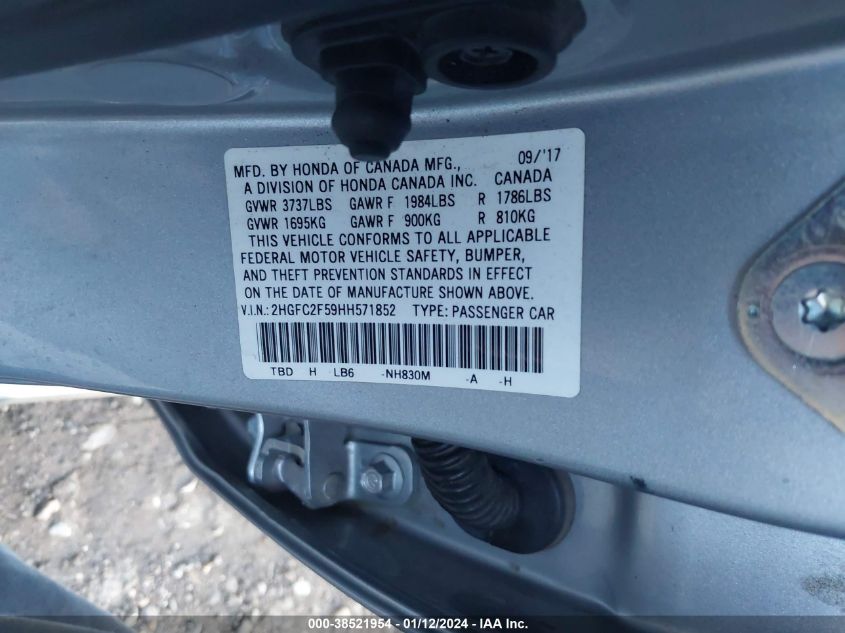 MFD. BY HONDA OF CANADA MFG., 09/'17
A DIVISION OF HONDA CANADA INC. CANADA
GVWR 3737LBS GAWR F 1984LBS R 1786LBS
GVWR 1695KG GAWR F 900KG R 810KG
THIS VEHICLE CONFORMS TO ALL APPLICABLE
FEDERAL MOTOR VEHICLE SAFETY, BUMPER,
AND THEFT PREVENTION STANDARDS IN EFFECT
ON THE DATE OF MANUFACTURE SHOWN ABOVE.
V.I.N.: 2HGFC2F59HH571852 TYPE: PASSENGER CAR
TBD H LB6 -NH830M -A -H
000-38521954 - 01/12/2024 - IAA Inc.